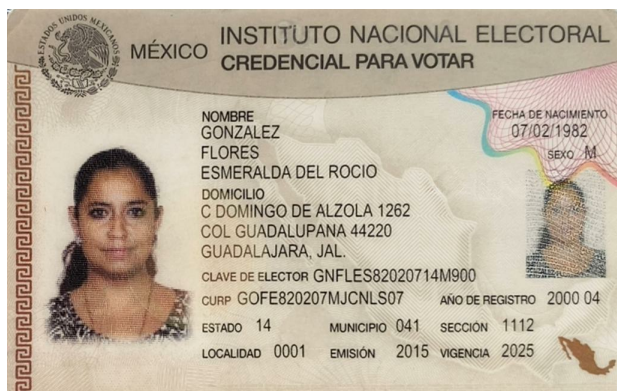 ESTADOS UNIDOS MEXICANOS
MÉXICO INSTITUTO NACIONAL ELECTORAL
CREDENCIAL PARA VOTAR
NOMBRE
GONZALEZ
FLORES
ESMERALDA DEL ROCIO
FECHA DE NACIMIENTO
07/02/1982
SEXO M
DOMICILIO
C DOMINGO DE ALZOLA 1262
COL GUADALUPANA 44220
GUADALAJARA, JAL.
CLAVE DE ELECTOR GNFLES82020714M900
CURP GOFE820207MJCNLS07 AÑO DE REGISTRO 2000 04
ESTADO 14 MUNICIPIO 041 SECCIÓN 1112
LOCALIDAD 0001 EMISIÓN 2015 VIGENCIA 2025